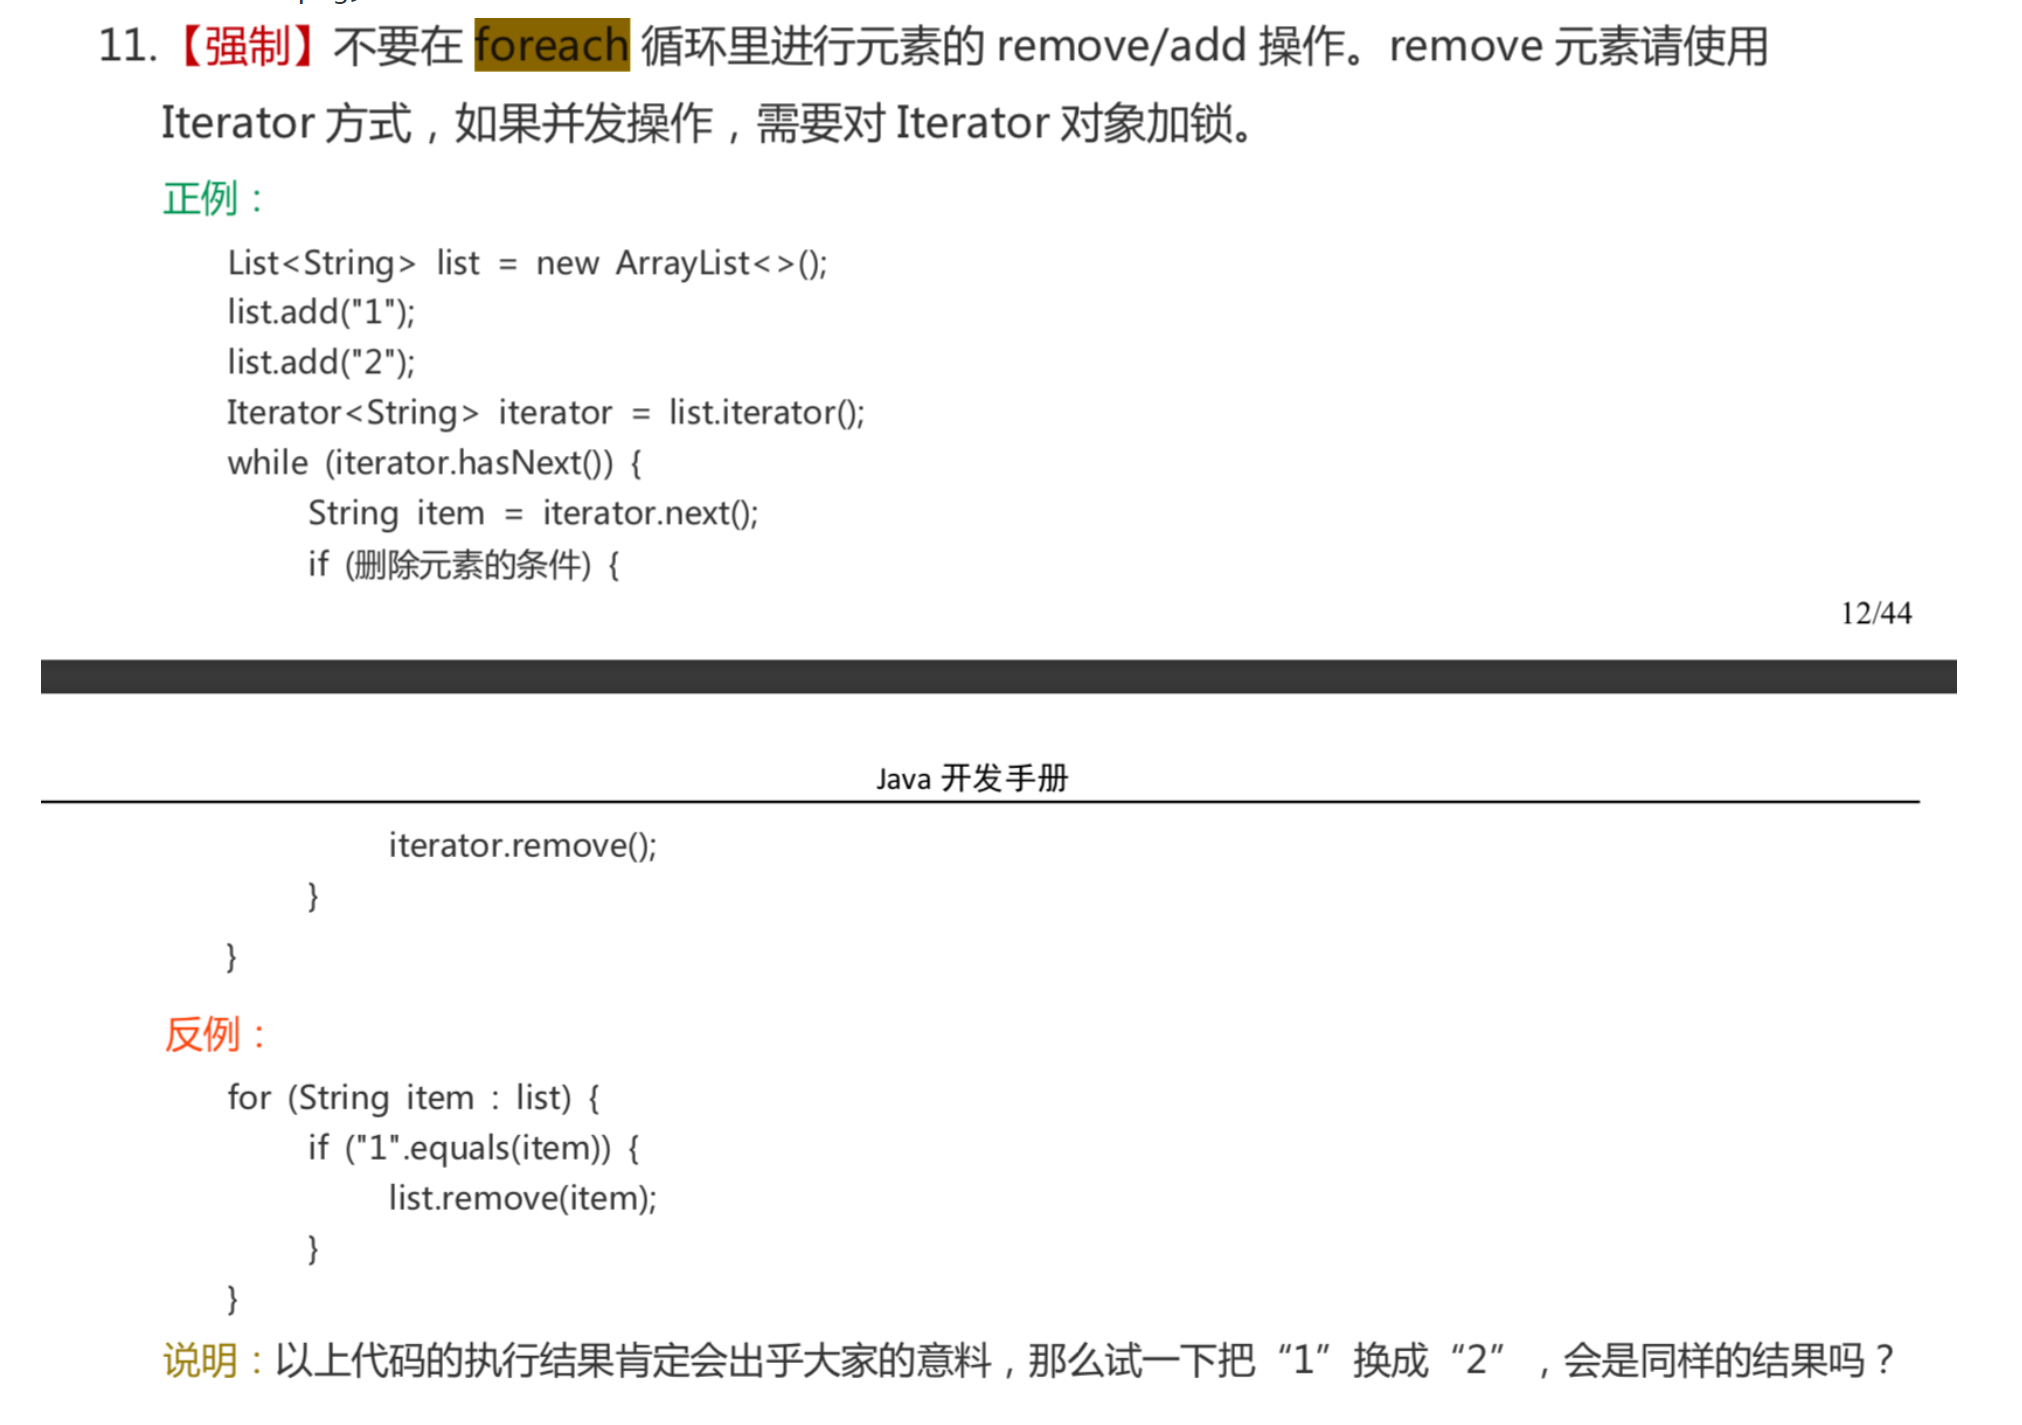 11.【强制】不要在 foreach 循环里进行元素的 remove/add 操作。remove 元素请使用
Iterator 方式，如果并发操作，需要对 Iterator 对象加锁。
正例：
List<String> list = new ArrayList<>();
list.add("1");
list.add("2");
Iterator<String> iterator = list.iterator();
while (iterator.hasNext()) {
String item = iterator.next();
if (删除元素的条件) {
12/44
Java 开发手册
iterator.remove();
}
}
反例：
for (String item : list) {
if ("1".equals(item)) {
list.remove(item);
}
}
说明：以上代码的执行结果肯定会出乎大家的意料，那么试一下把“1”换成“2”，会是同样的结果吗？